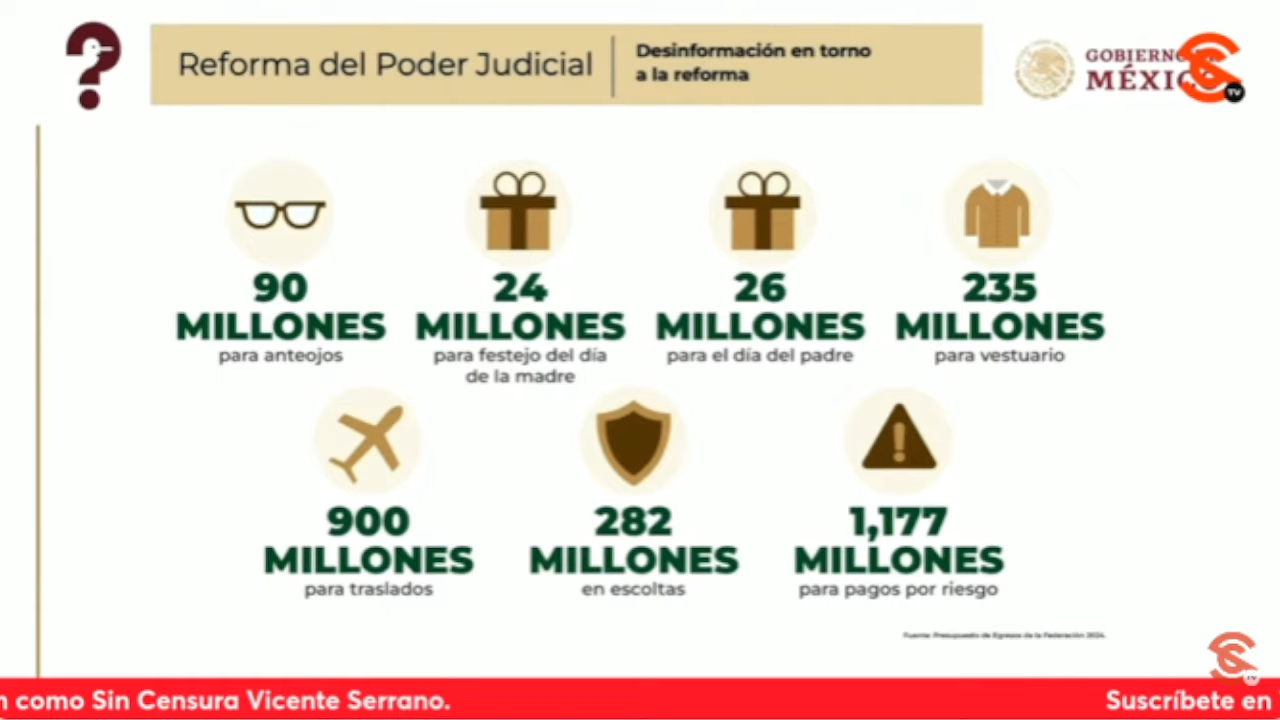 Reforma del Poder Judicial
Desinformación en torno
a la reforma
GOBIERNO
MÉXICO
TV
90
MILLONES
para anteojos
24
MILLONES
para festejo del día
de la madre
26
MILLONES
para el día del padre
235
MILLONES
para vestuario
900
MILLONES
para traslados
282
MILLONES
en escoltas
1,177
MILLONES
para pagos por riesgo
Fuente: Presupuesto de Egresos de la Federación 2024.
TV
como Sin Censura Vicente Serrano.
Suscríbete en